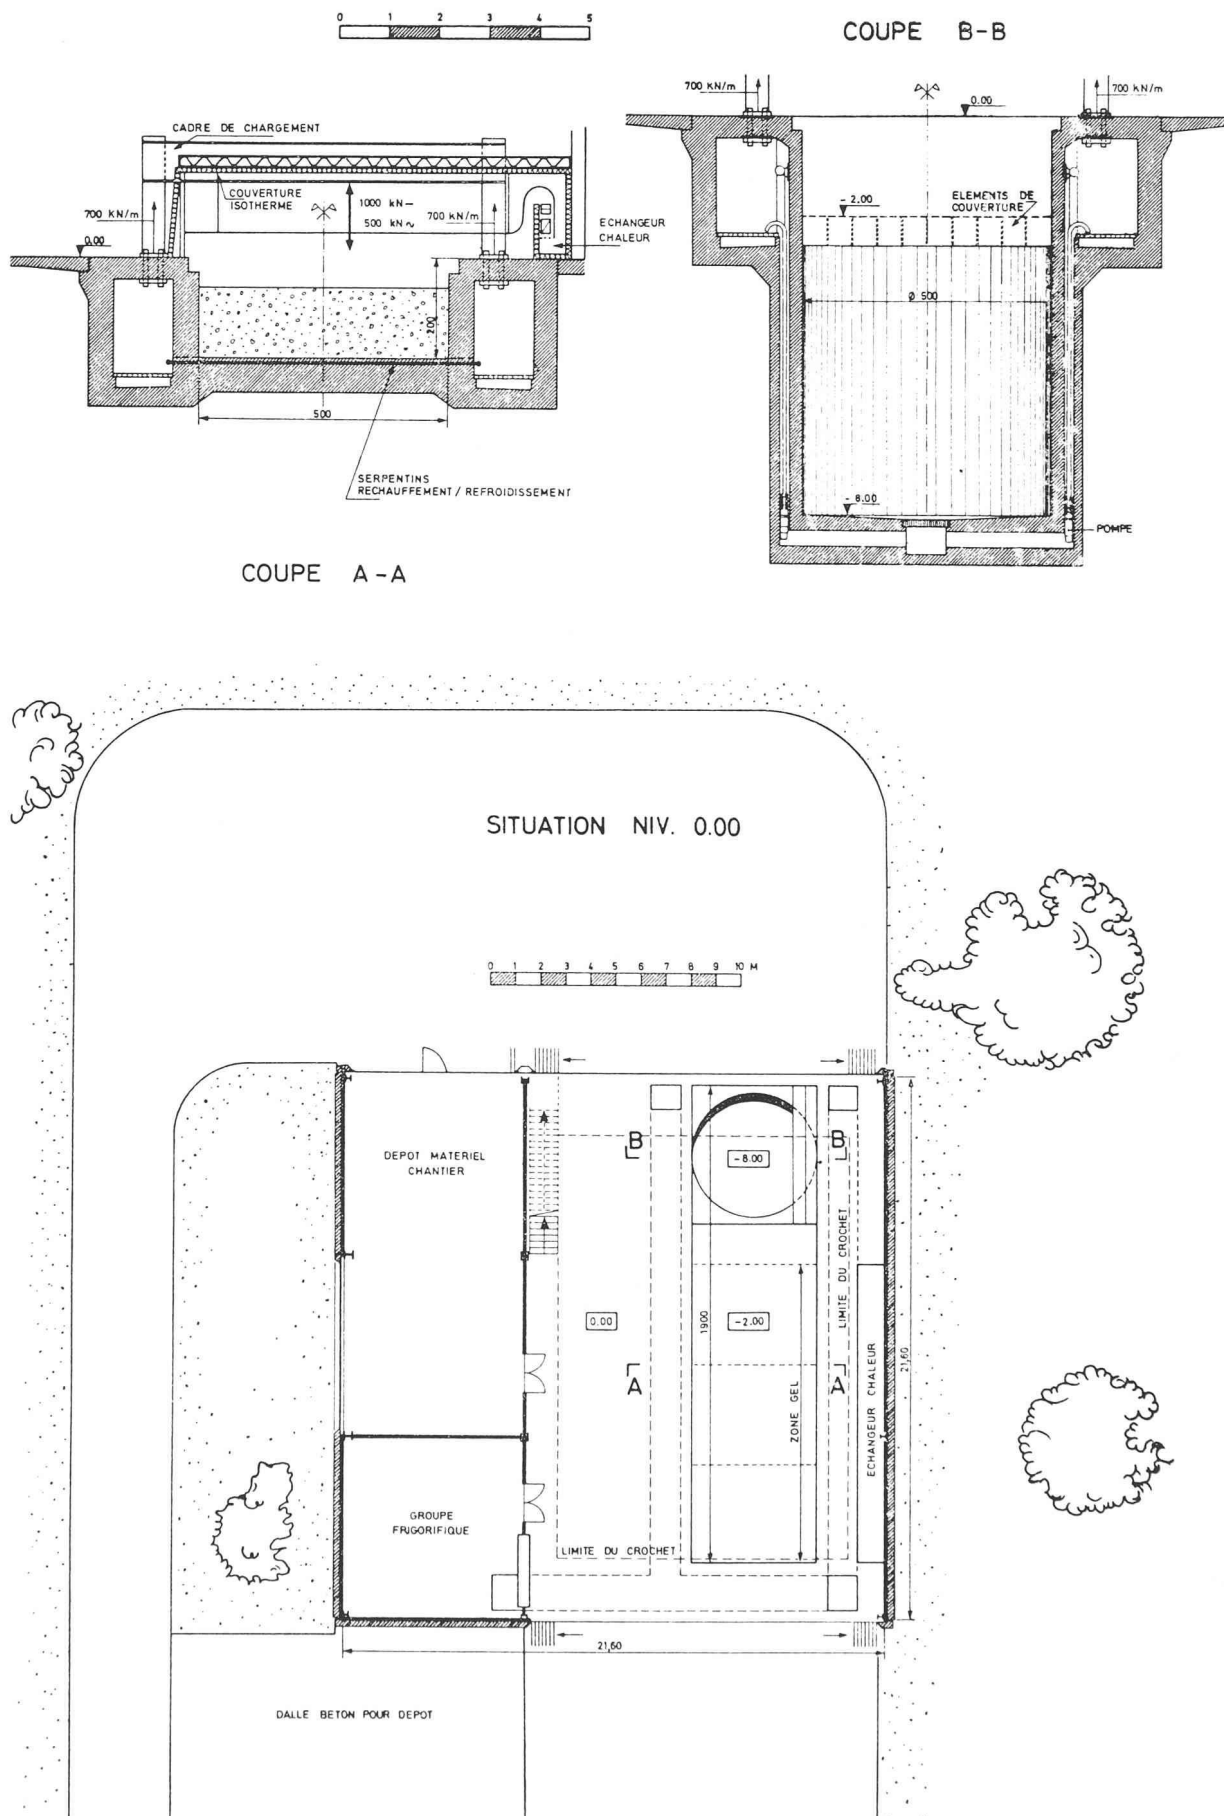 0 1 2 3 4 5
COUPE B-B
CADRE DE CHARGEMENT
COUVERTURE
ISOTHERME
1000 kN
500 kN ~
700 kN/m
700 kN/m
0.00
ECHANGEUR
CHALEUR
200
500
SERPENTINS
RECHAUFFEMENT / REFROIDISSEMENT
COUPE A-A
700 kN/m
700 kN/m
0.00
- 2.00
ELEMENTS DE
COUVERTURE
Ø 500
- 8.00
POMPE
SITUATION NIV. 0.00
0 1 2 3 4 5 6 7 8 9 10 M
DEPOT MATERIEL
CHANTIER
B
B
-8.00
LIMITE DU CROCHET
0.00
1900
-2.00
21,60
A
A
ZONE GEL
ECHANGEUR CHALEUR
GROUPE
FRIGORIFIQUE
LIMITE DU CROCHET
21,60
DALLE BETON POUR DEPOT